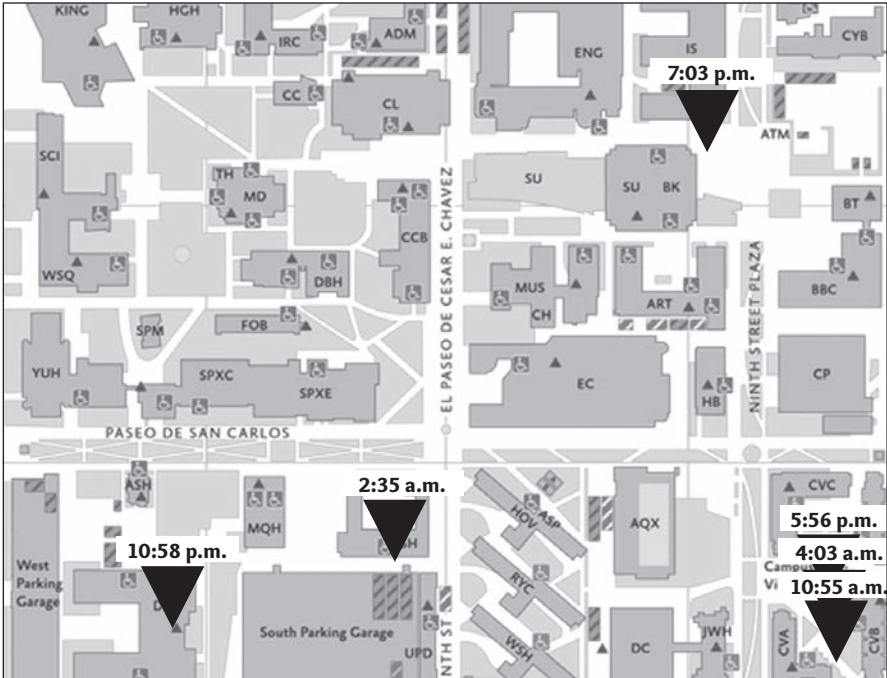 KING
HGH
IRC
ADM
ENG
IS
CYB
7:03 p.m.
CC
CL
ATM
SCI
TH
MD
SU
SU
BK
BT
CCB
EL PASEO DE CESAR E. CHAVEZ
WSQ
DBH
MUS
CH
ART
NINTH STREET PLAZA
BBC
SPM
FOB
YUH
SPXC
SPXE
EC
HB
CP
PASEO DE SAN CARLOS
ASH
MQH
2:35 a.m.
HOV
ASP
AQX
CVC
5:56 p.m.
4:03 a.m.
10:55 a.m.
10:58 p.m.
West
Parking
Garage
RYC
South Parking Garage
UPD
NTH ST
WSH
DC
JWH
CVA
CVB